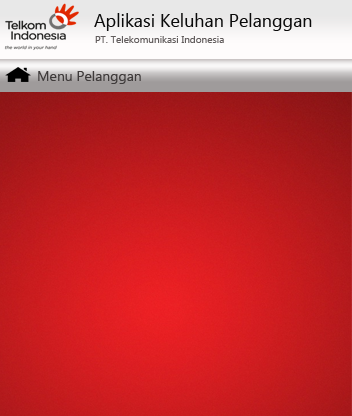 Telkom
Indonesia
the world in your hand
Aplikasi Keluhan Pelanggan
PT. Telekomunikasi Indonesia
Menu Pelanggan